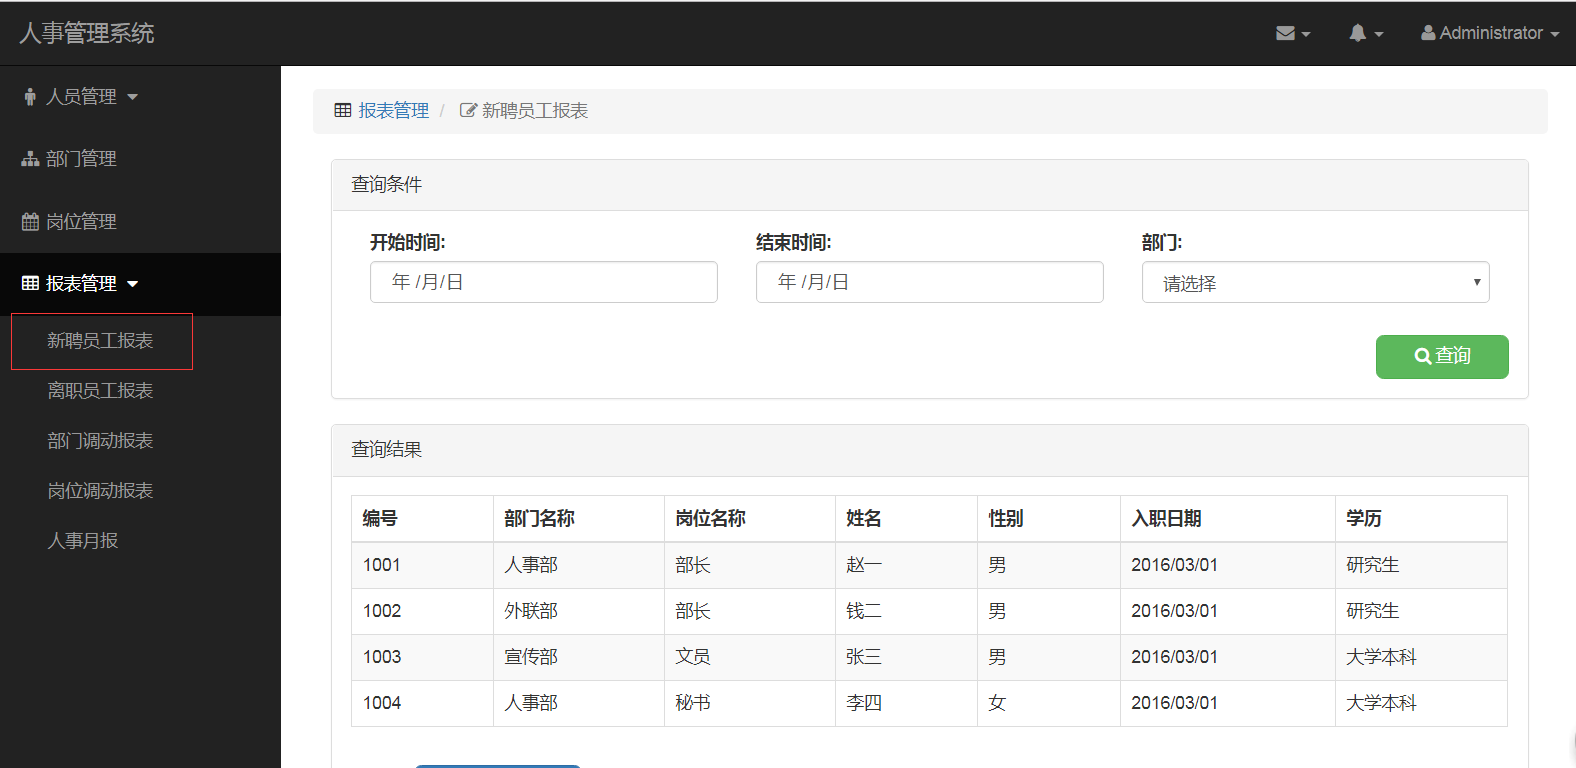 人事管理系统
Administrator
人员管理
部门管理
岗位管理
报表管理
新聘员工报表
离职员工报表
部门调动报表
岗位调动报表
人事月报
报表管理 / 新聘员工报表
查询条件
开始时间: 结束时间: 部门:
年 /月/日 年 /月/日 请选择
查询
查询结果
编号 部门名称 岗位名称 姓名 性别 入职日期 学历
1001 人事部 部长 赵一 男 2016/03/01 研究生
1002 外联部 部长 钱二 男 2016/03/01 研究生
1003 宣传部 文员 张三 男 2016/03/01 大学本科
1004 人事部 秘书 李四 女 2016/03/01 大学本科